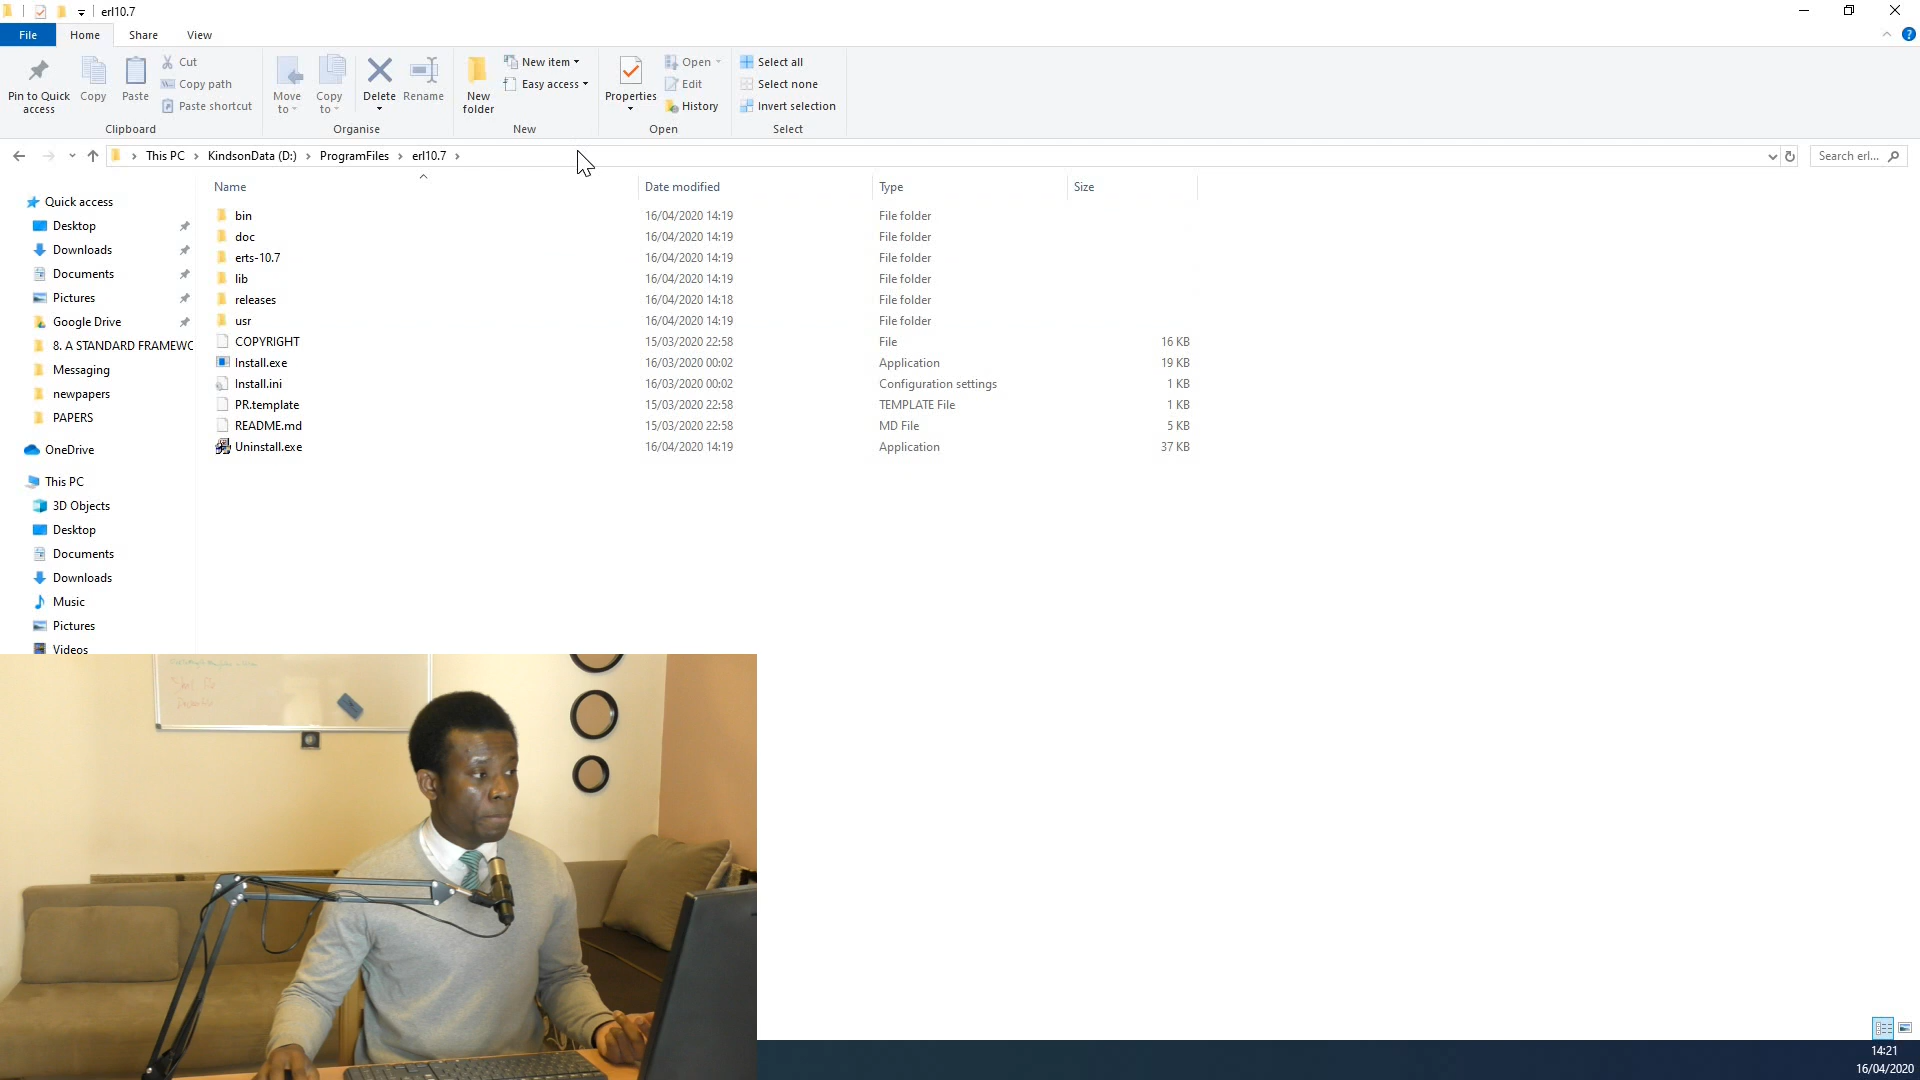 erl10.7
File Home Share View
Pin to Quick access
Copy
Paste
Cut
Copy path
Paste shortcut
Clipboard
Move to
Copy to
Delete
Rename
Organise
New folder
New item
Easy access
New
Properties
Open
Edit
History
Open
Select all
Select none
Invert selection
Select
This PC > KindsonData (D:) > ProgramFiles > erl10.7 >
Search erl...
Name Date modified Type Size
bin 16/04/2020 14:19 File folder
doc 16/04/2020 14:19 File folder
erts-10.7 16/04/2020 14:19 File folder
lib 16/04/2020 14:19 File folder
releases 16/04/2020 14:18 File folder
usr 16/04/2020 14:19 File folder
COPYRIGHT 15/03/2020 22:58 File 16 KB
Install.exe 16/03/2020 00:02 Application 19 KB
Install.ini 16/03/2020 00:02 Configuration settings 1 KB
PR.template 15/03/2020 22:58 TEMPLATE File 1 KB
README.md 15/03/2020 22:58 MD File 5 KB
Uninstall.exe 16/04/2020 14:19 Application 37 KB
Quick access
Desktop
Downloads
Documents
Pictures
Google Drive
8. A STANDARD FRAMEWC
Messaging
newpapers
PAPERS
OneDrive
This PC
3D Objects
Desktop
Documents
Downloads
Music
Pictures
Videos
14:21
16/04/2020